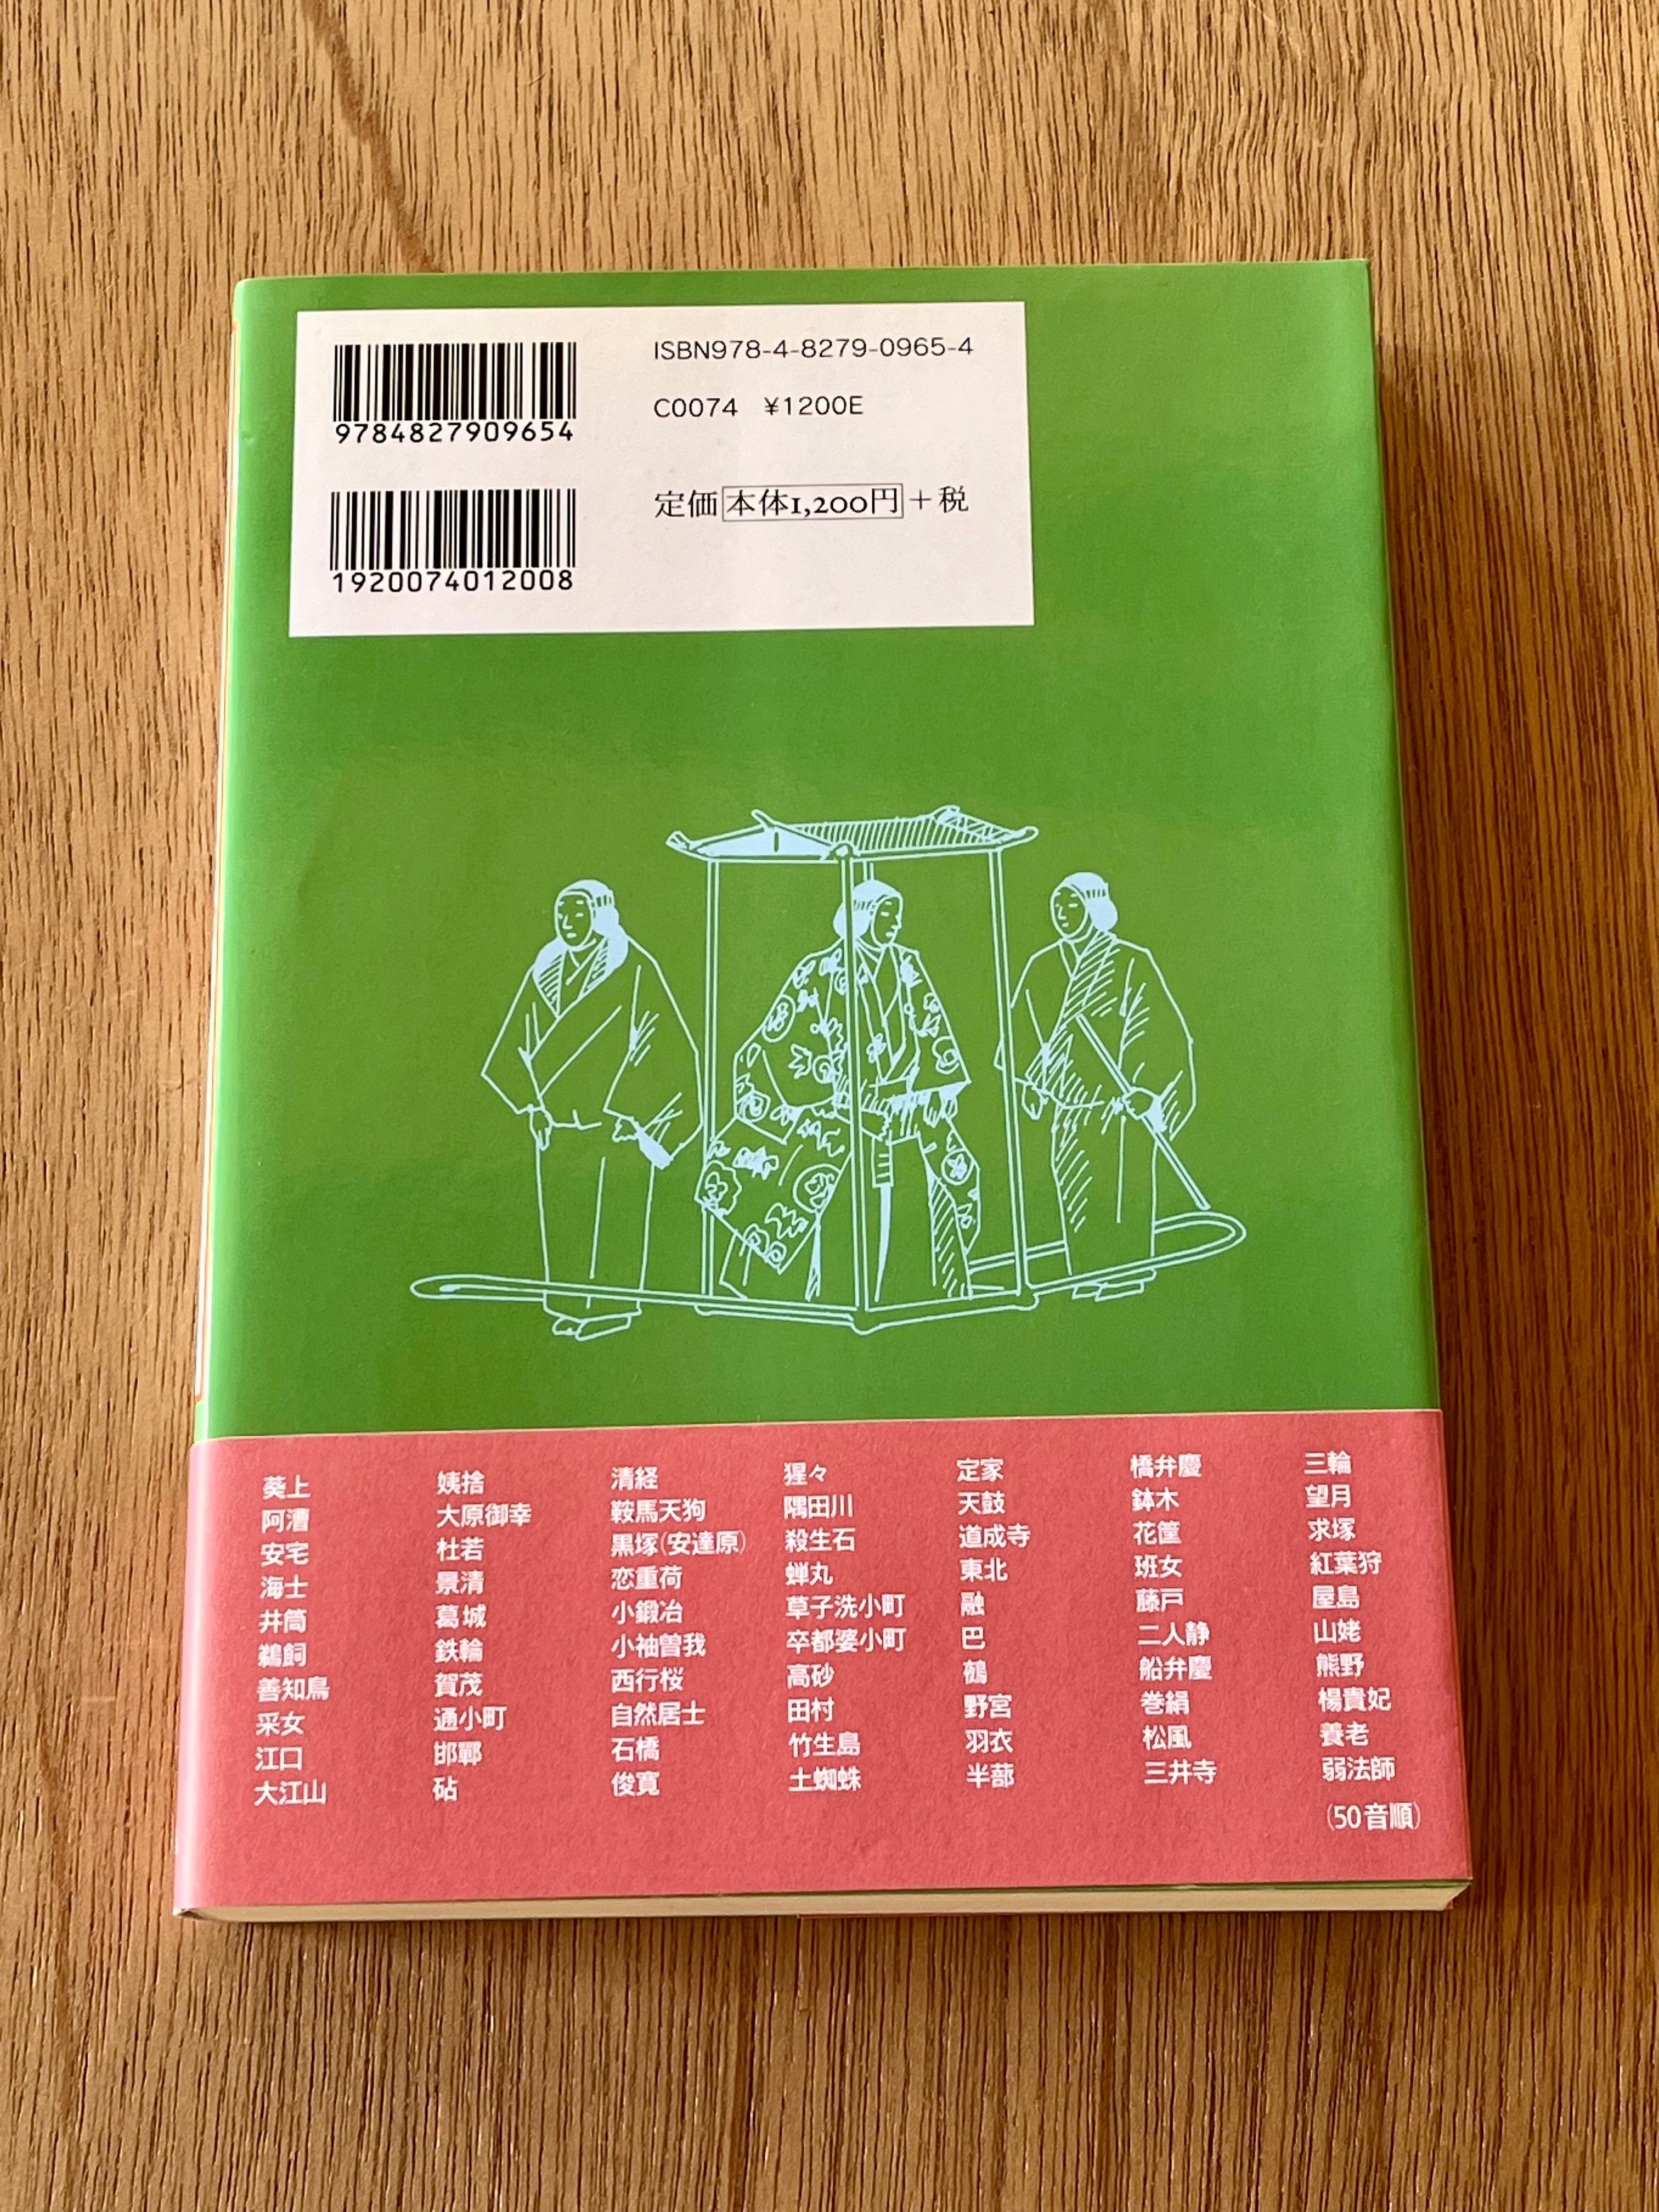 ISBN978-4-8279-0965-4
9784827909654
C0074 ¥1200E
定価本体1,200円+税
1920074012008
葵上
阿漕
安宅
海士
井筒
鵜飼
善知鳥
采女
江口
大江山
姨捨
大原御幸
杜若
景清
葛城
鉄輪
賀茂
通小町
邯鄲
砧
清経
鞍馬天狗
黒塚(安達原)
恋重荷
小鍛冶
小袖曽我
西行桜
自然居士
石橋
俊寛
猩々
隅田川
殺生石
蝉丸
草子洗小町
卒都婆小町
高砂
田村
竹生島
土蜘蛛
定家
天鼓
道成寺
東北
融
巴
鵺
野宮
羽衣
半蔀
橋弁慶
鉢木
花筐
班女
藤戸
二人静
船弁慶
巻絹
松風
三井寺
三輪
望月
求塚
紅葉狩
屋島
山姥
熊野
楊貴妃
養老
弱法師
(50音順)